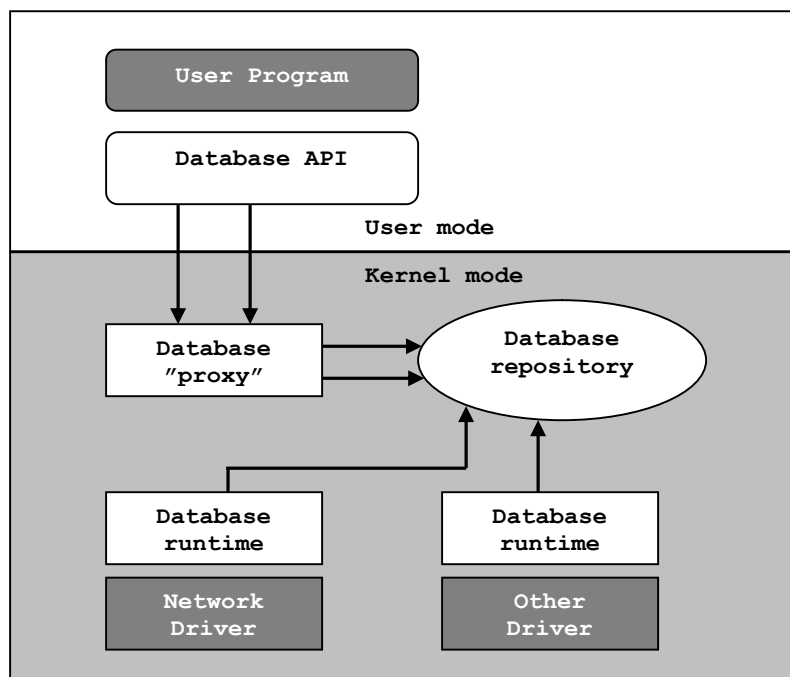 User Program
Database API
User mode
Kernel mode
Database
”proxy”
Database
repository
Database
runtime
Database
runtime
Network
Driver
Other
Driver